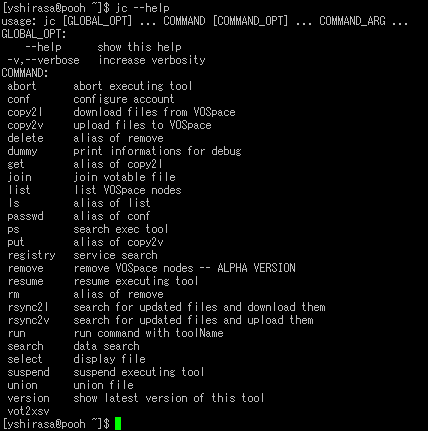 [yshirasa@pooh ~]$ jc --help
usage: jc [GLOBAL_OPT] ... COMMAND [COMMAND_OPT] ... COMMAND_ARG ...
GLOBAL_OPT:
    --help      show this help
 -v,--verbose   increase verbosity
COMMAND:
 abort      abort executing tool
 conf       configure account
 copy2l     download files from VOSpace
 copy2v     upload files to VOSpace
 delete     alias of remove
 dummy      print informations for debug
 get        alias of copy2l
 join       join votable file
 list       list VOSpace nodes
 ls         alias of list
 passwd     alias of conf
 ps         search exec tool
 put        alias of copy2v
 registry   service search
 remove     remove VOSpace nodes -- ALPHA VERSION
 resume     resume executing tool
 rm         alias of remove
 rsync2l    search for updated files and download them
 rsync2v    search for updated files and upload them
 run        run command with toolName
 search     data search
 select     display file
 suspend    suspend executing tool
 union      union file
 version    show latest version of this tool
 vot2xsv
[yshirasa@pooh ~]$